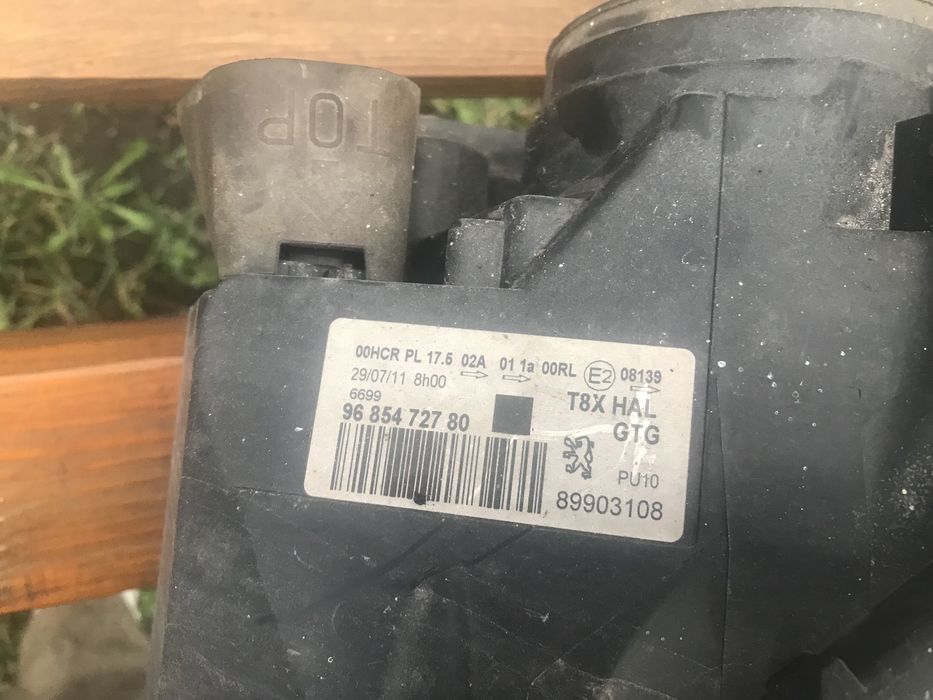 TOP
00HCR PL 17.5 02A 01 1a 00RL E2 08139
29/07/11 8h00
6699
96 854 727 80
T8X HAL
GTG
PU10
89903108